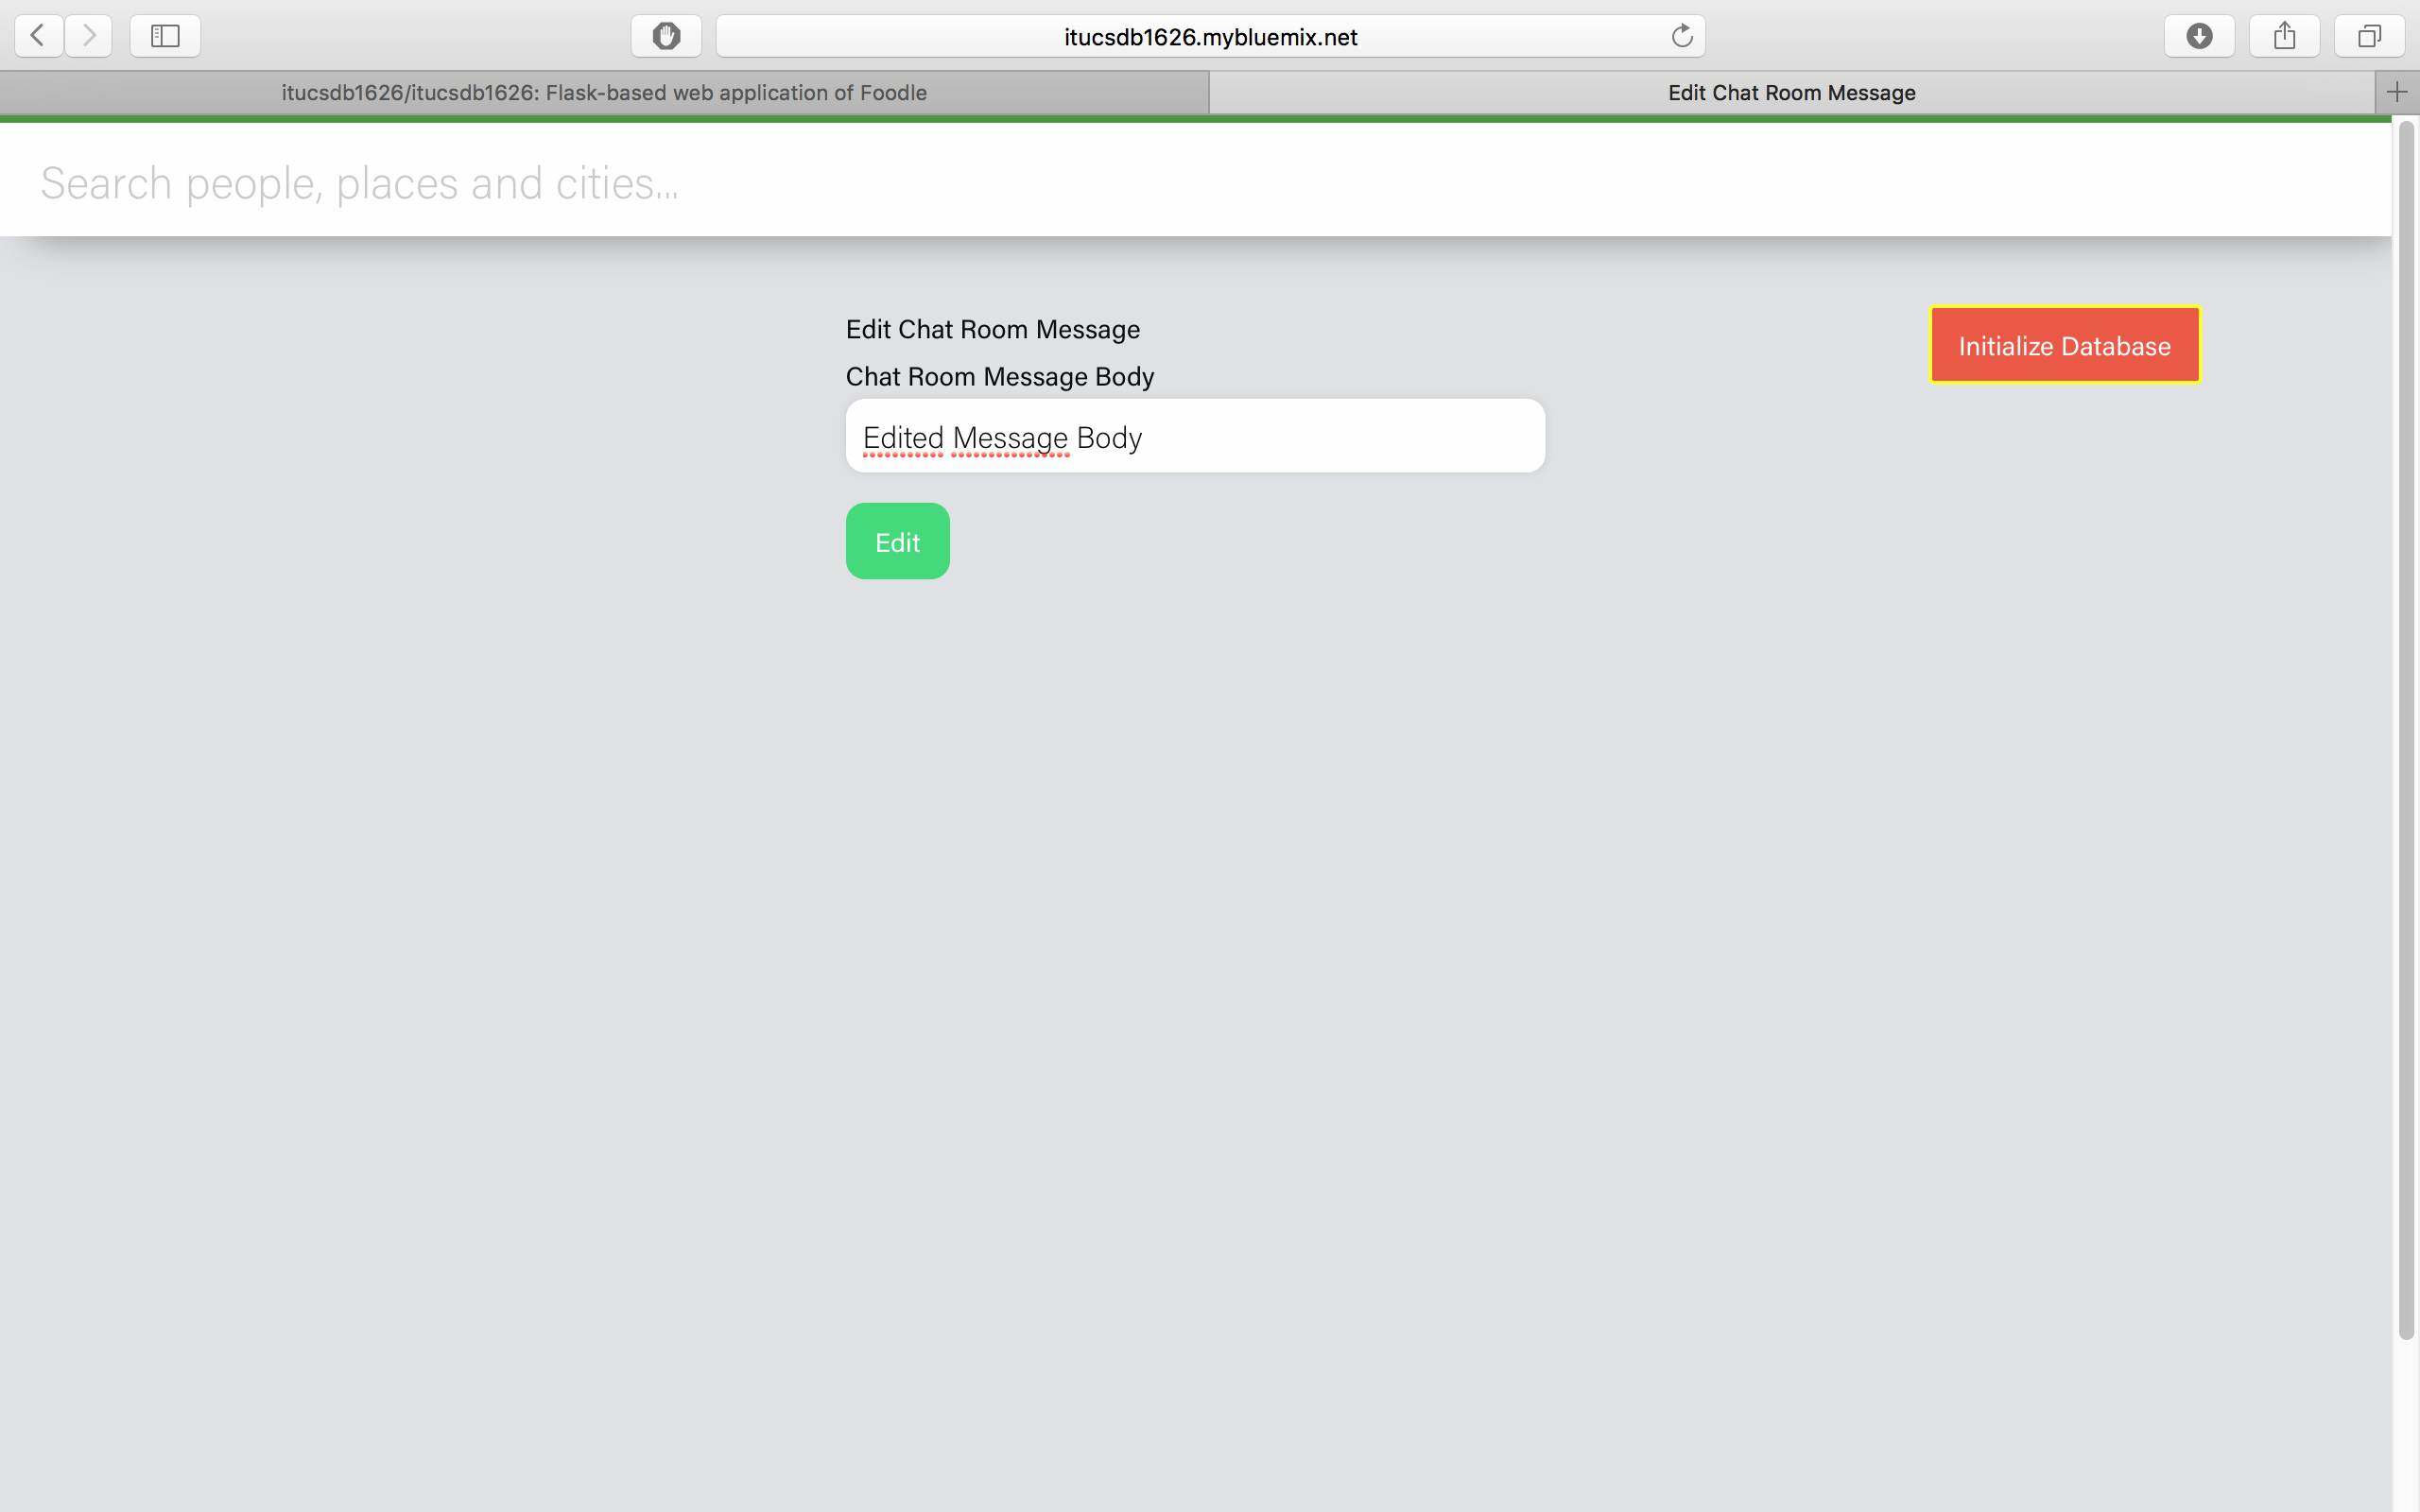 itucsdb1626.mybluemix.net
itucsdb1626/itucsdb1626: Flask-based web application of Foodle
Edit Chat Room Message
Search people, places and cities...
Edit Chat Room Message
Initialize Database
Chat Room Message Body
Edited Message Body
Edit